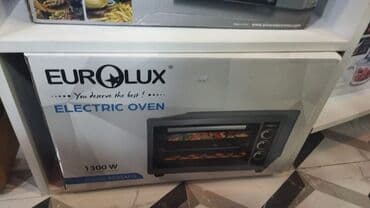 EUROLUX®
You deserve the best!
ELECTRIC OVEN
1300 W